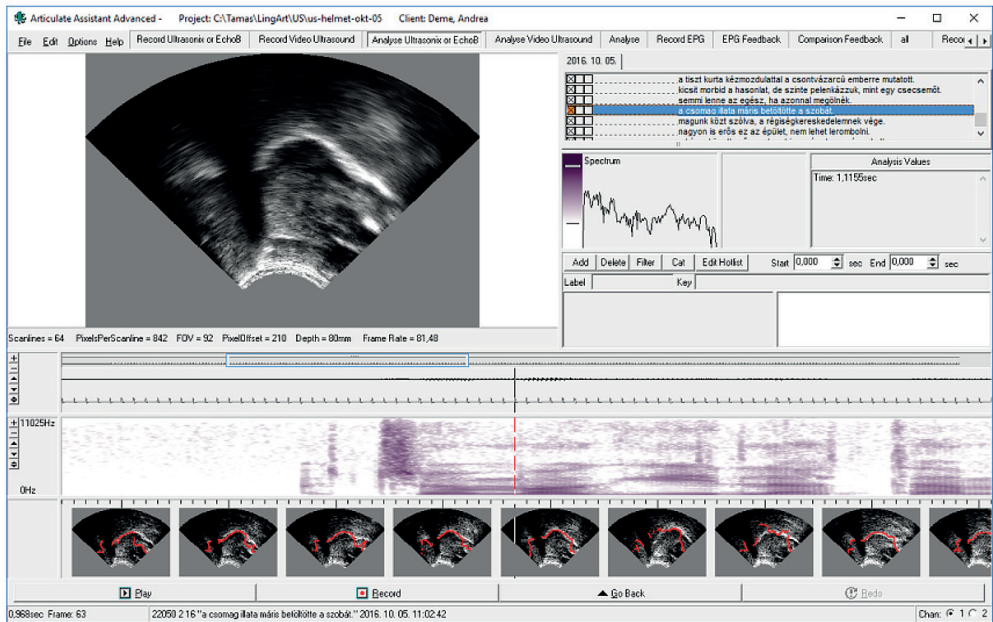 Articulate Assistant Advanced - Project: C:\Tamas\LingArt\US\us-helmet-okt-05 Client: Deme, Andrea
File Edit Options Help Record Ultrasonix or EchoB Record Video Ultrasound Analyse Ultrasonix or EchoB Analyse Video Ultrasound Analyse Record EPG EPG Feedback Comparison Feedback all Recor
2016. 10. 05.
a tiszt kurta kézmozdulattal a csontvázarcú emberre mutatott.
kicsit morbid a hasonlat, de szinte pelenkázzuk, mint egy csecsemőt.
semmi lenne az egész, ha azonnal megölnék.
a csomag illata máris betöltötte a szobát.
magunk közt szólva, a régiségkereskedelemnek vége.
nagyon is erős ez az épület, nem lehet lerombolni.
Spectrum
Analysis Values
Time: 1,1155sec
Add Delete Filter Cat Edit Hotlist Start 0,000 sec End 0,000 sec
Label Key
Scanlines = 64 PixelsPerScanline = 842 FOV = 92 PixelOffset = 210 Depth = 80mm Frame Rate = 81,48
11025Hz
0Hz
Play Record Go Back Redo
0,968sec Frame: 63 22050 2 16 "a csomag illata máris betöltötte a szobát." 2016. 10. 05. 11:02:42 Chan: 1 2